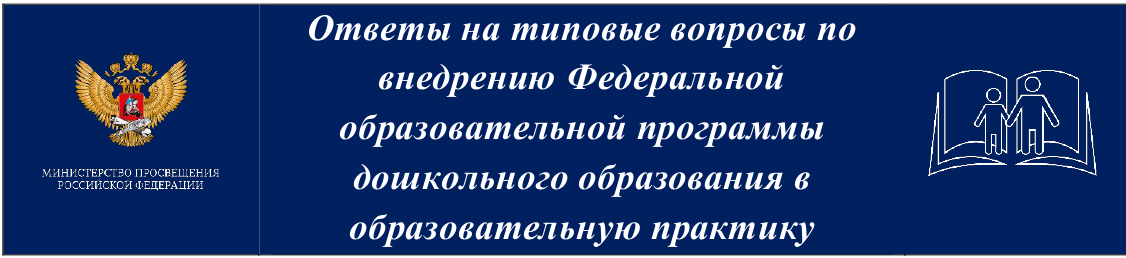 МИНИСТЕРСТВО ПРОСВЕЩЕНИЯ
РОССИЙСКОЙ ФЕДЕРАЦИИ
Ответы на типовые вопросы по
внедрению Федеральной
образовательной программы
дошкольного образования в
образовательную практику